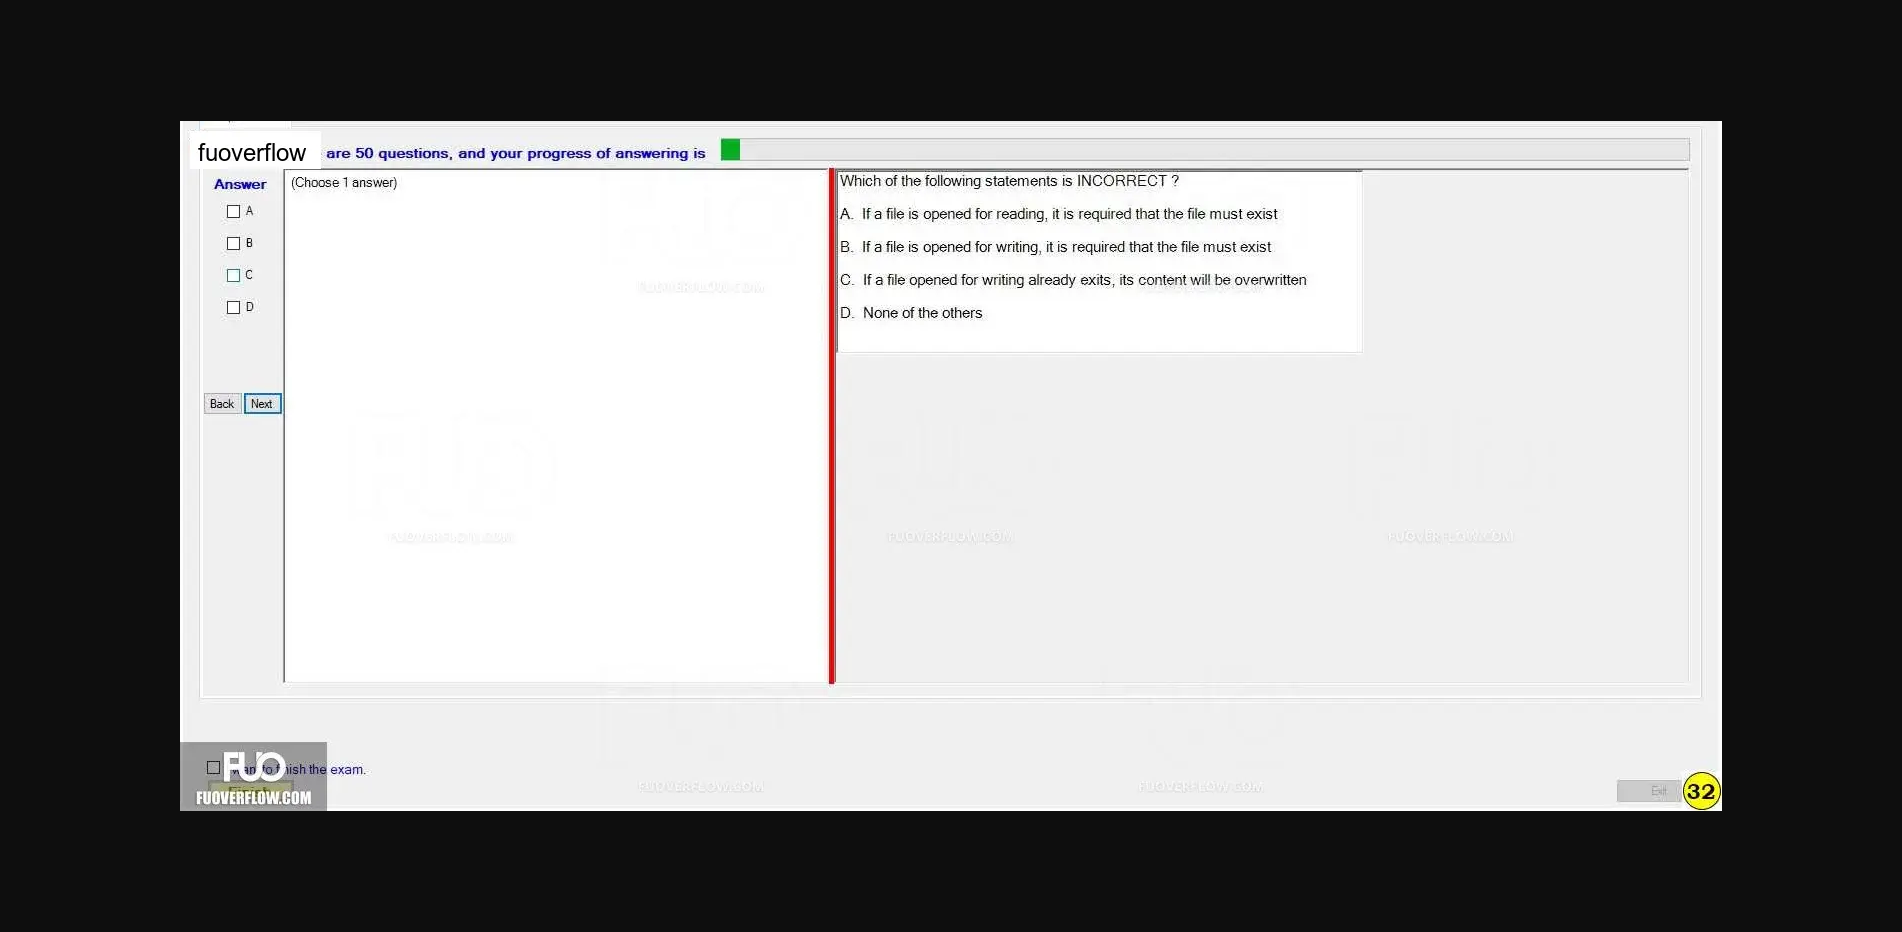 fuoverflow are 50 questions, and your progress of answering is
Answer
A
B
C
D
Back Next
(Choose 1 answer)
Which of the following statements is INCORRECT ?
A. If a file is opened for reading, it is required that the file must exist
B. If a file is opened for writing, it is required that the file must exist
C. If a file opened for writing already exits, its content will be overwritten
D. None of the others
FUOVERFLOW.COM
FUOVERFLOW.COM
FUOVERFLOW.COM
FUOVERFLOW.COM
FUO
to finish the exam.
Finish
FUOVERFLOW.COM
FUOVERFLOW.COM
FUOVERFLOW.COM
Exit
32